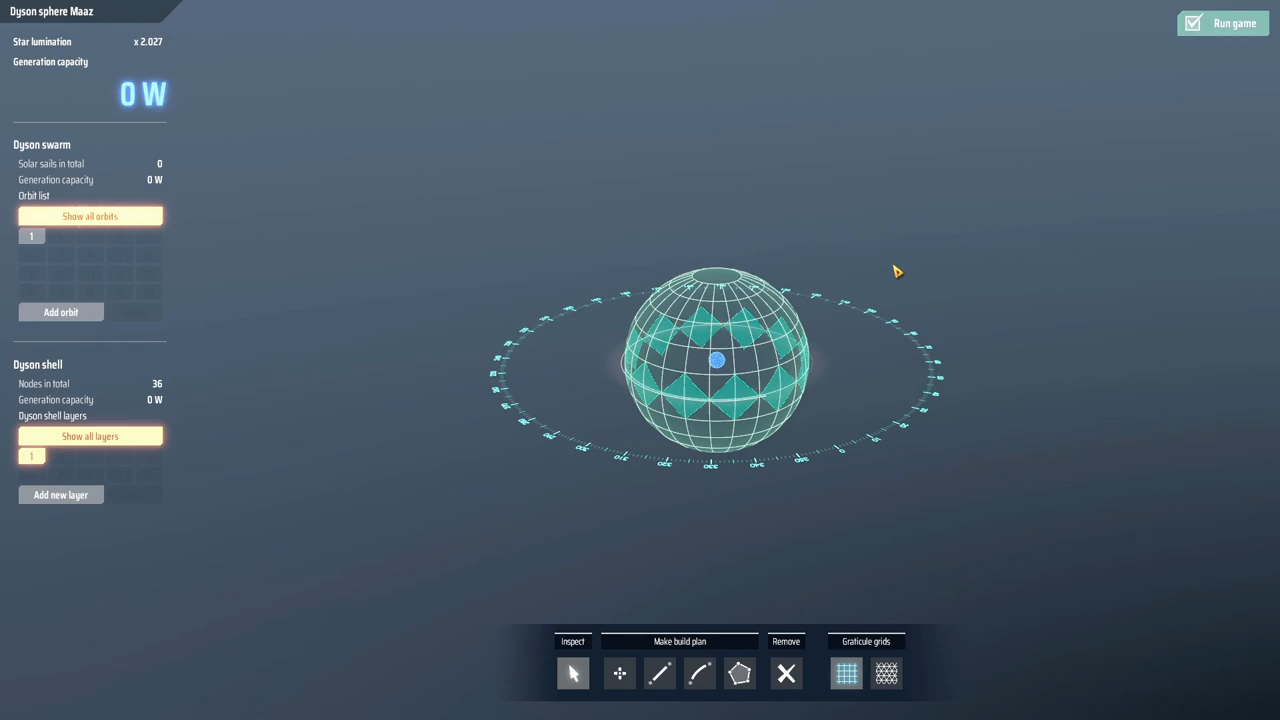 Dyson sphere Maaz
Run game
Star lumination x 2.027
Generation capacity
0 W
Dyson swarm
Solar sails in total 0
Generation capacity 0 W
Orbit list
Show all orbits
1
Add orbit
Dyson shell
Nodes in total 36
Generation capacity 0 W
Dyson shell layers
Show all layers
1
Add new layer
Inspect
Make build plan
Remove
Graticule grids